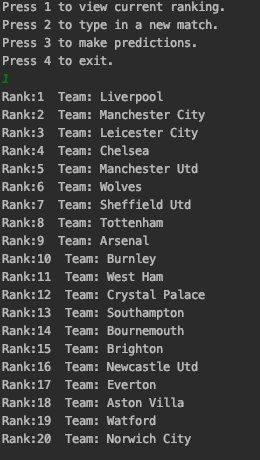 Press 1 to view current ranking.
Press 2 to type in a new match.
Press 3 to make predictions.
Press 4 to exit.
1
Rank:1  Team: Liverpool
Rank:2  Team: Manchester City
Rank:3  Team: Leicester City
Rank:4  Team: Chelsea
Rank:5  Team: Manchester Utd
Rank:6  Team: Wolves
Rank:7  Team: Sheffield Utd
Rank:8  Team: Tottenham
Rank:9  Team: Arsenal
Rank:10  Team: Burnley
Rank:11  Team: West Ham
Rank:12  Team: Crystal Palace
Rank:13  Team: Southampton
Rank:14  Team: Bournemouth
Rank:15  Team: Brighton
Rank:16  Team: Newcastle Utd
Rank:17  Team: Everton
Rank:18  Team: Aston Villa
Rank:19  Team: Watford
Rank:20  Team: Norwich City